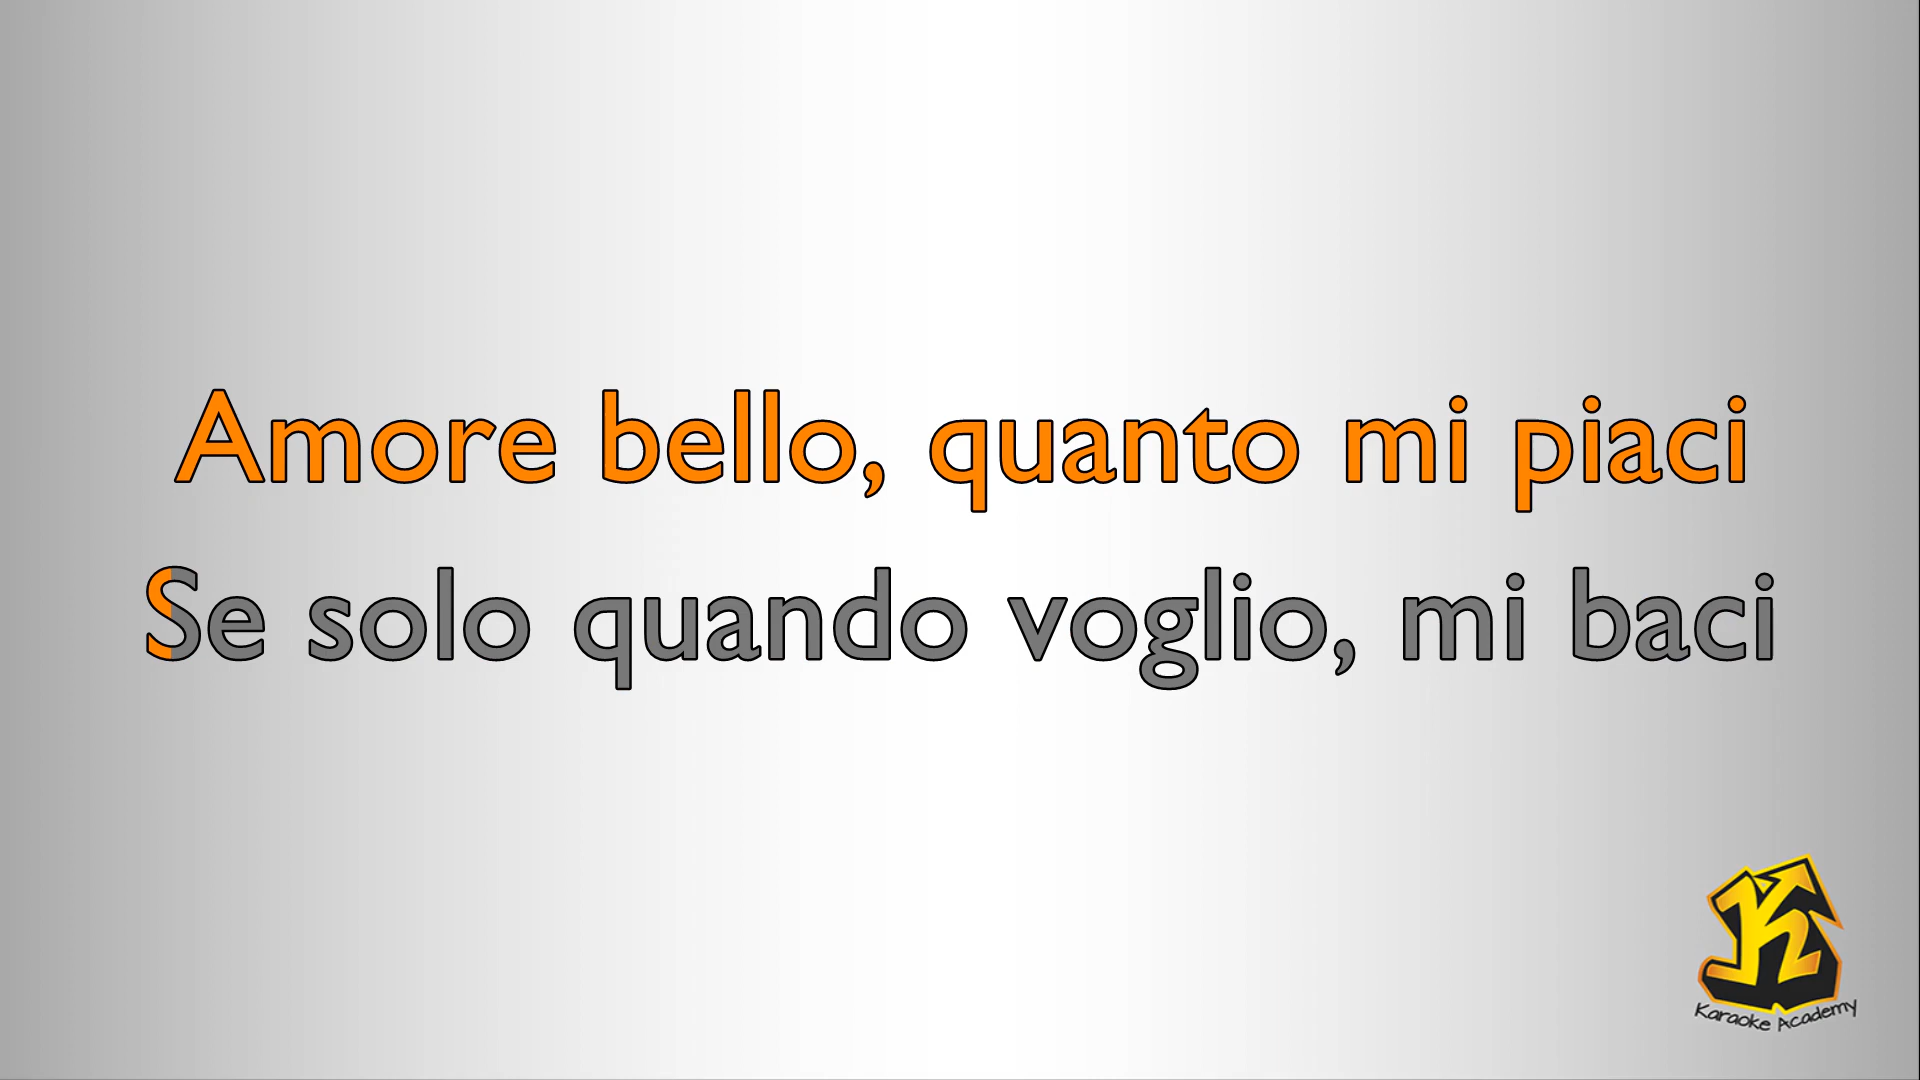 Amore bello, quanto mi piaci
Se solo quando voglio, mi baci
K
Karaoke Academy